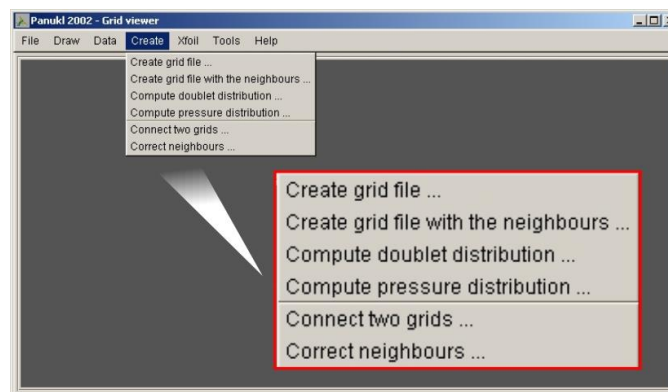 Panukl 2002 - Grid viewer
File Draw Data Create Xfoil Tools Help
Create grid file ...
Create grid file with the neighbours ...
Compute doublet distribution ...
Compute pressure distribution ...
Connect two grids ...
Correct neighbours ...
Create grid file ...
Create grid file with the neighbours ...
Compute doublet distribution ...
Compute pressure distribution ...
Connect two grids ...
Correct neighbours ...